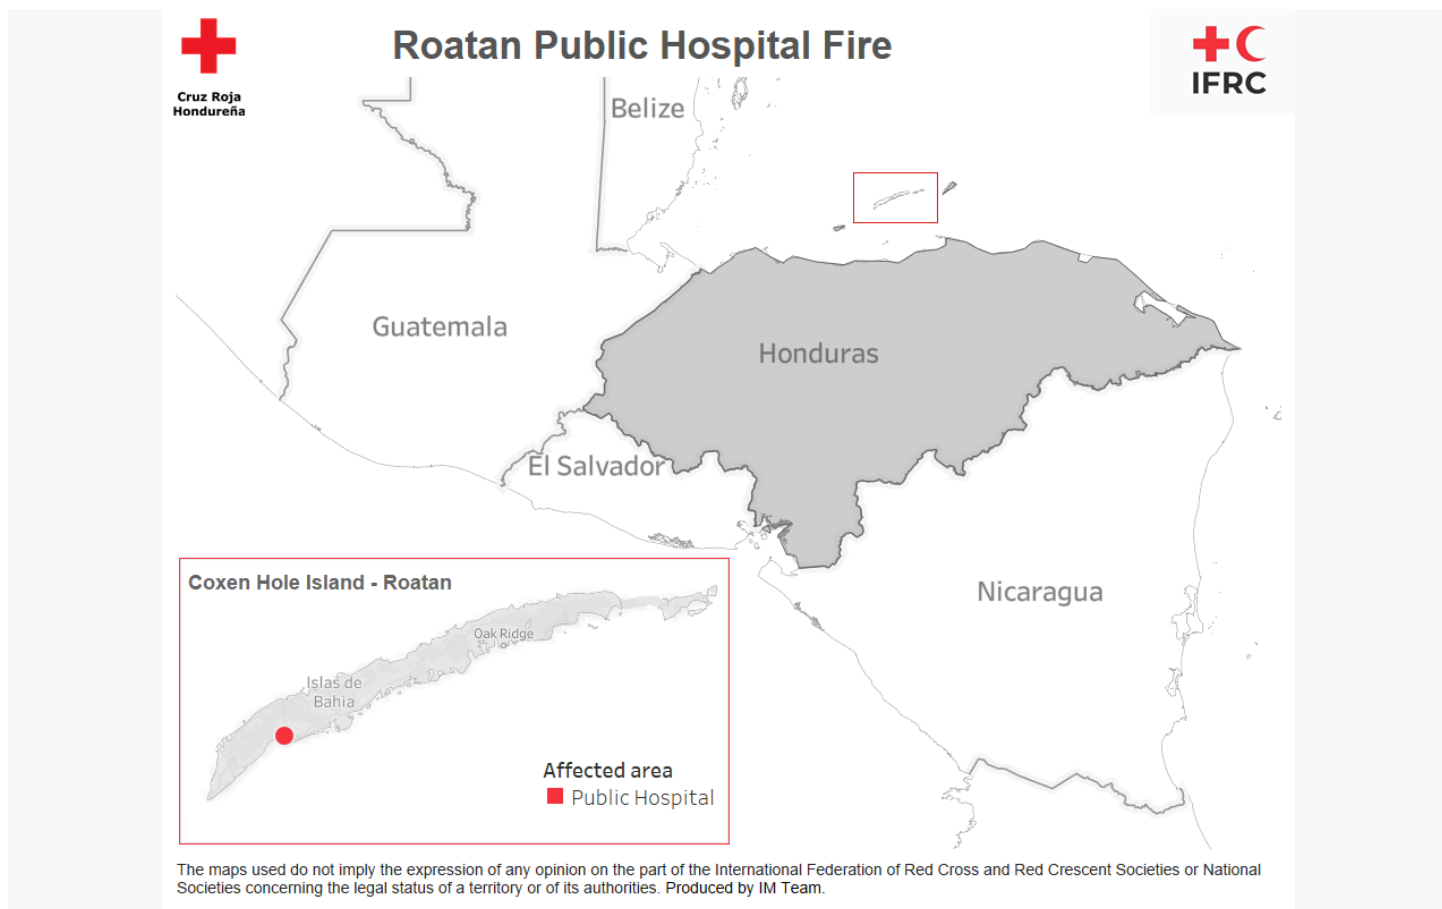 Roatan Public Hospital Fire
Cruz Roja
Hondureña
IFRC
Belize
Guatemala
Honduras
El Salvador
Nicaragua
Coxen Hole Island - Roatan
Oak Ridge
Islas de
Bahia
Affected area
Public Hospital
The maps used do not imply the expression of any opinion on the part of the International Federation of Red Cross and Red Crescent Societies or National
Societies concerning the legal status of a territory or of its authorities. Produced by IM Team.